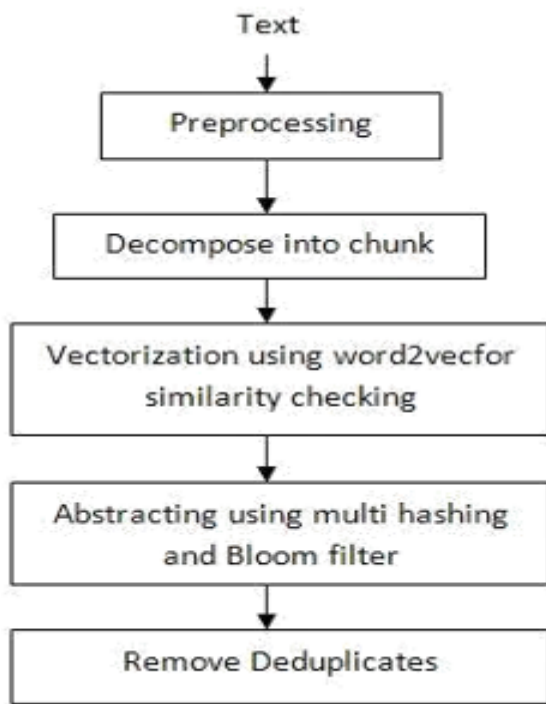 Text
Preprocessing
Decompose into chunk
Vectorization using word2vecfor
similarity checking
Abstracting using multi hashing
and Bloom filter
Remove Deduplicates